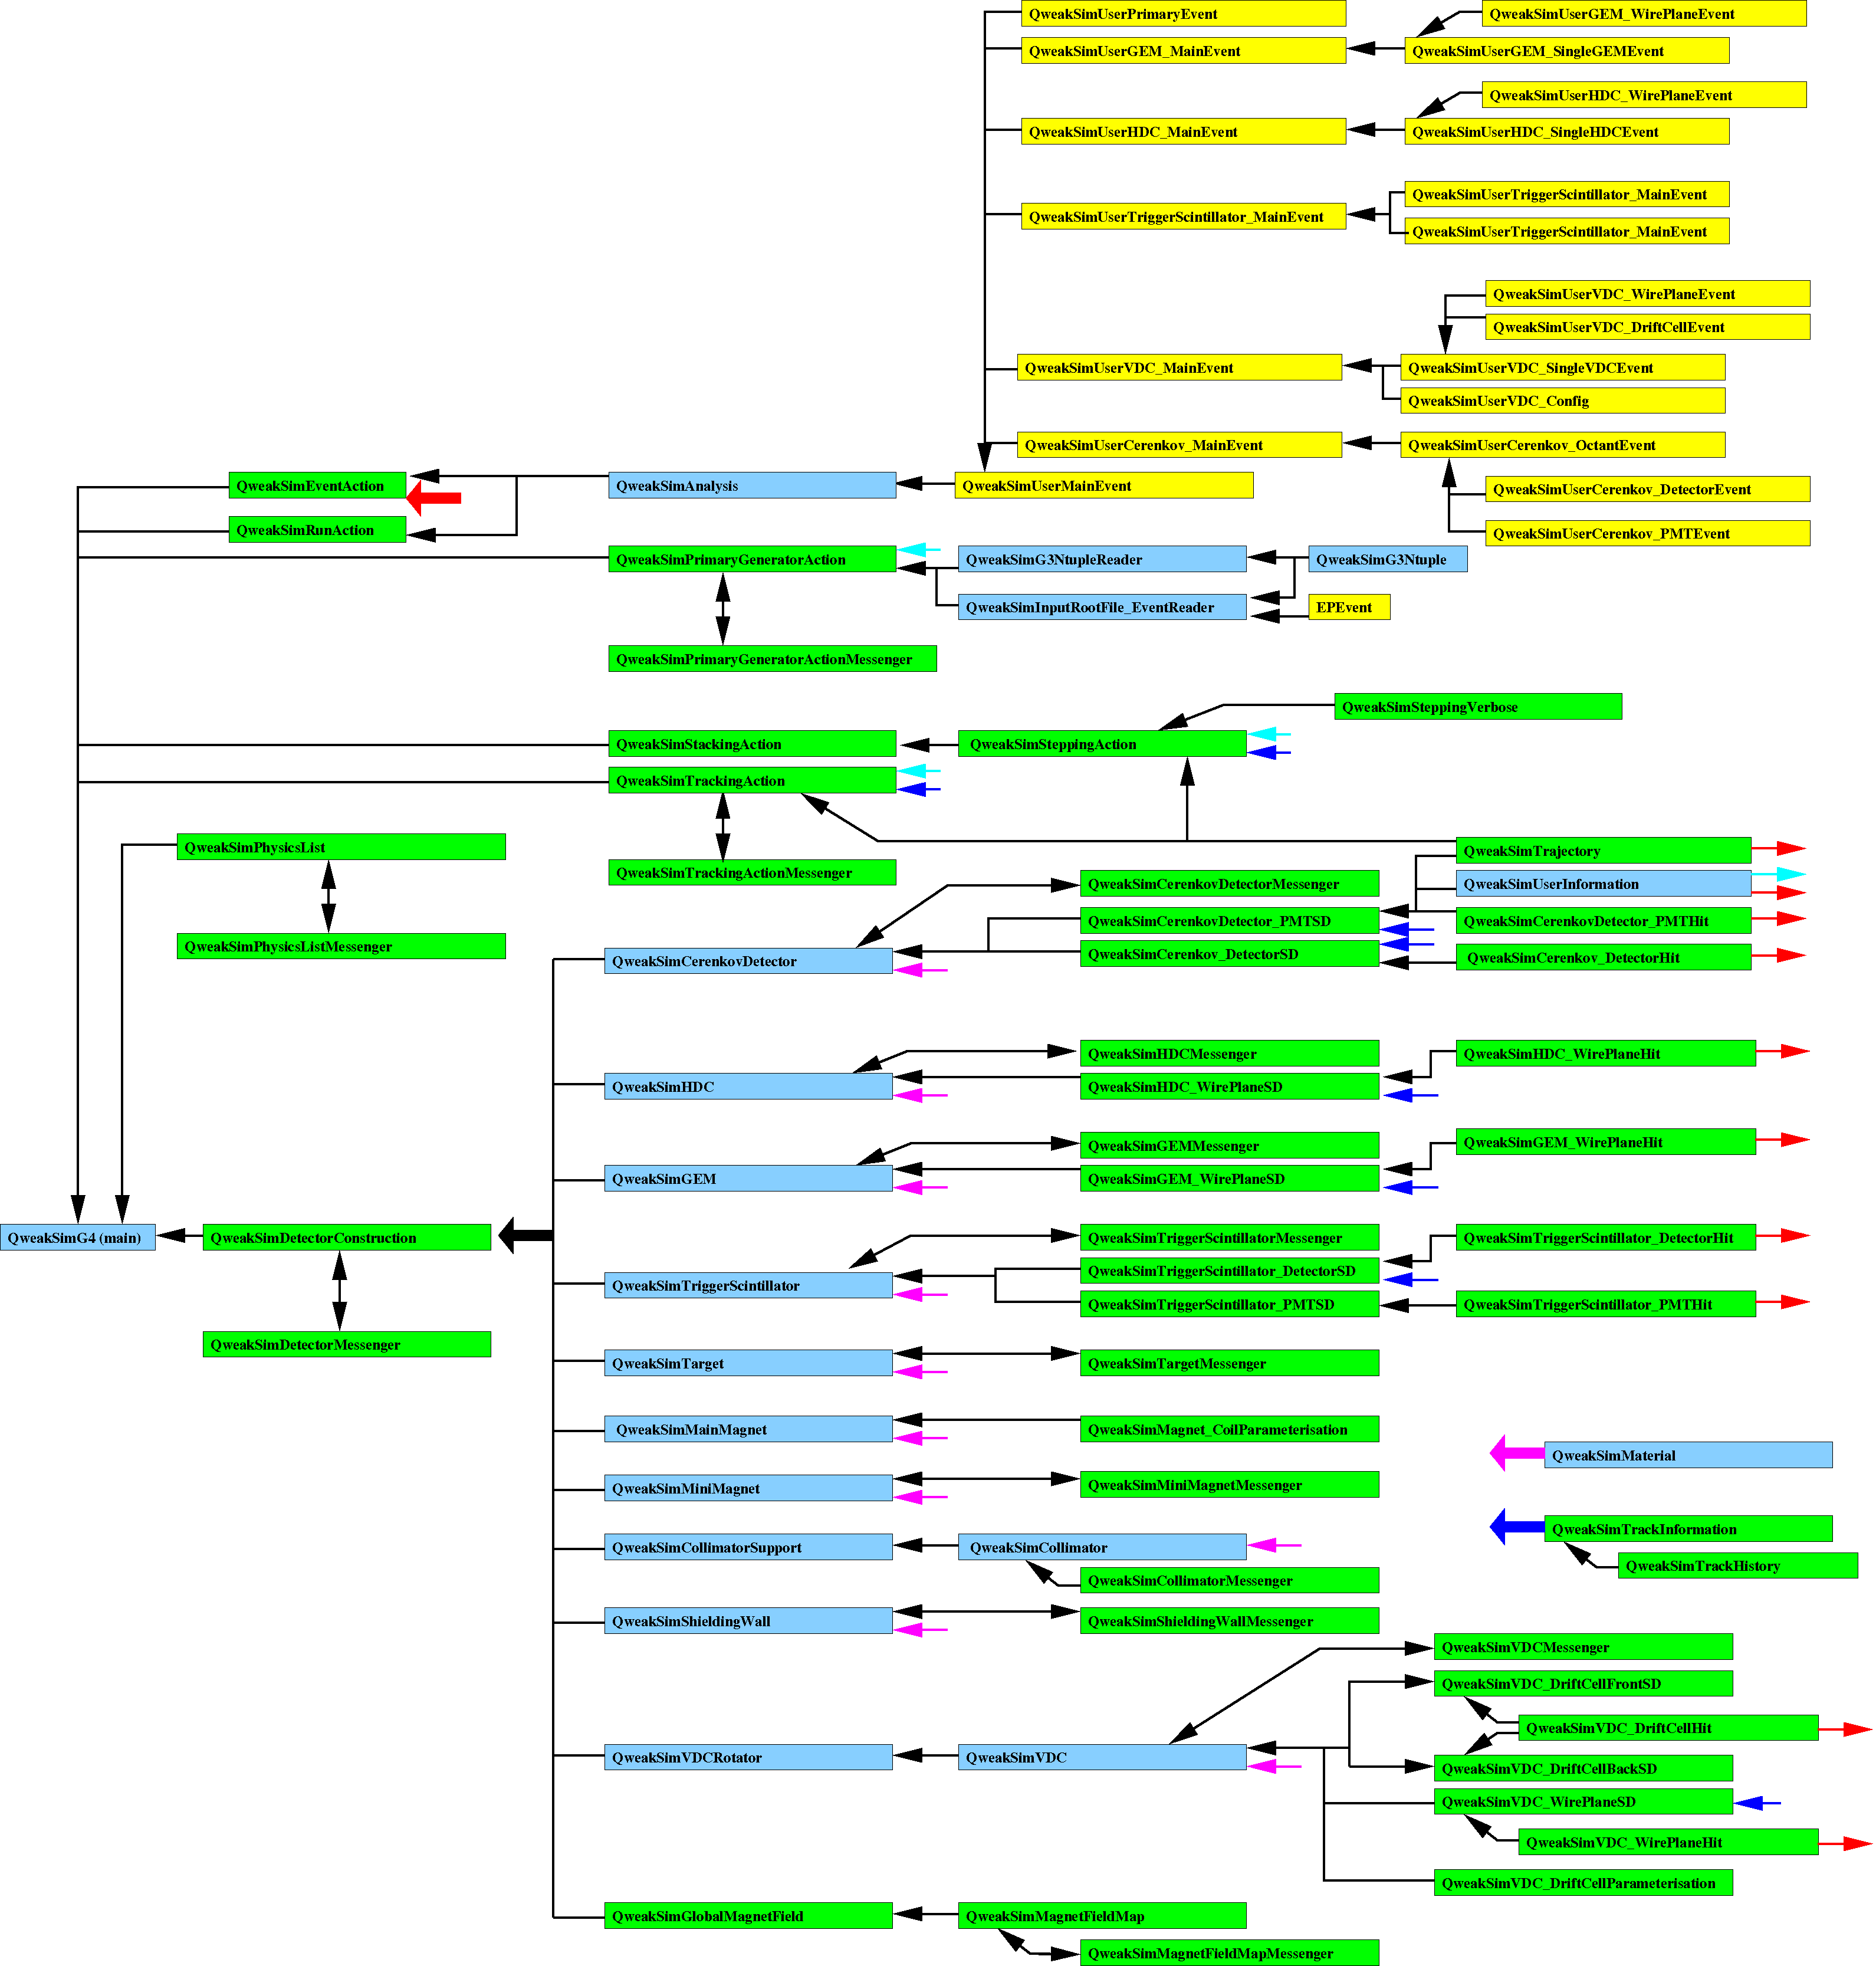 QweakSimUserPrimaryEvent
QweakSimUserGEM_WirePlaneEvent
QweakSimUserGEM_MainEvent
QweakSimUserGEM_SingleGEMEvent
QweakSimUserHDC_WirePlaneEvent
QweakSimUserHDC_MainEvent
QweakSimUserHDC_SingleHDCEvent
QweakSimUserTriggerScintillator_MainEvent
QweakSimUserTriggerScintillator_MainEvent
QweakSimUserTriggerScintillator_MainEvent
QweakSimUserVDC_WirePlaneEvent
QweakSimUserVDC_DriftCellEvent
QweakSimUserVDC_MainEvent
QweakSimUserVDC_SingleVDCEvent
QweakSimUserVDC_Config
QweakSimUserCerenkov_MainEvent
QweakSimUserCerenkov_OctantEvent
QweakSimEventAction
QweakSimAnalysis
QweakSimUserMainEvent
QweakSimUserCerenkov_DetectorEvent
QweakSimRunAction
QweakSimUserCerenkov_PMTEvent
QweakSimPrimaryGeneratorAction
QweakSimG3NtupleReader
QweakSimG3Ntuple
QweakSimInputRootFile_EventReader
EPEvent
QweakSimPrimaryGeneratorActionMessenger
QweakSimSteppingVerbose
QweakSimStackingAction
QweakSimSteppingAction
QweakSimTrackingAction
QweakSimPhysicsList
QweakSimTrajectory
QweakSimTrackingActionMessenger
QweakSimCerenkovDetectorMessenger
QweakSimUserInformation
QweakSimCerenkovDetector_PMTSD
QweakSimCerenkovDetector_PMTHit
QweakSimPhysicsListMessenger
QweakSimCerenkovDetector
QweakSimCerenkov_DetectorSD
QweakSimCerenkov_DetectorHit
QweakSimHDCMessenger
QweakSimHDC_WirePlaneHit
QweakSimHDC
QweakSimHDC_WirePlaneSD
QweakSimGEMMessenger
QweakSimGEM_WirePlaneHit
QweakSimGEM
QweakSimGEM_WirePlaneSD
QweakSimG4 (main)
QweakSimDetectorConstruction
QweakSimTriggerScintillatorMessenger
QweakSimTriggerScintillator_DetectorHit
QweakSimTriggerScintillator
QweakSimTriggerScintillator_DetectorSD
QweakSimTriggerScintillator_PMTSD
QweakSimTriggerScintillator_PMTHit
QweakSimDetectorMessenger
QweakSimTarget
QweakSimTargetMessenger
QweakSimMainMagnet
QweakSimMagnet_CoilParameterisation
QweakSimMaterial
QweakSimMiniMagnet
QweakSimMiniMagnetMessenger
QweakSimTrackInformation
QweakSimCollimatorSupport
QweakSimCollimator
QweakSimTrackHistory
QweakSimCollimatorMessenger
QweakSimShieldingWall
QweakSimShieldingWallMessenger
QweakSimVDCMessenger
QweakSimVDC_DriftCellFrontSD
QweakSimVDC_DriftCellHit
QweakSimVDCRotator
QweakSimVDC
QweakSimVDC_DriftCellBackSD
QweakSimVDC_WirePlaneSD
QweakSimVDC_WirePlaneHit
QweakSimVDC_DriftCellParameterisation
QweakSimGlobalMagnetField
QweakSimMagnetFieldMap
QweakSimMagnetFieldMapMessenger